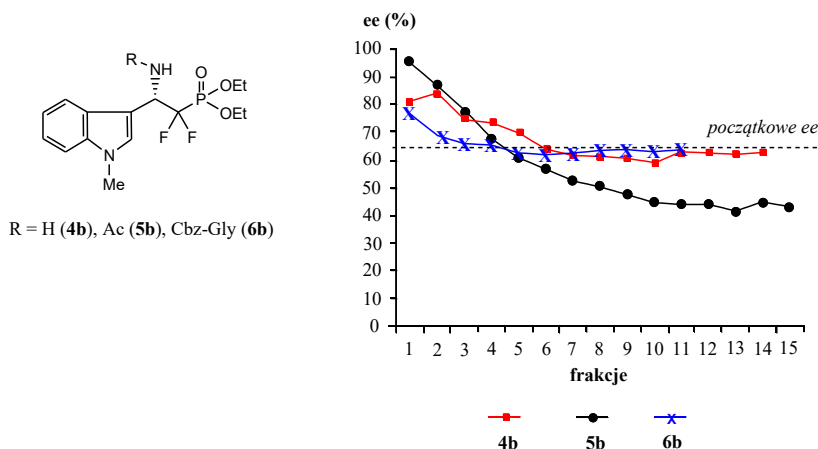 R
NH
O
P
OEt
OEt
F F
N
Me
R = H (4b), Ac (5b), Cbz-Gly (6b)
ee (%)
100
90
80
70
60
50
40
30
20
10
0
początkowe ee
1 2 3 4 5 6 7 8 9 10 11 12 13 14 15
frakcje
4b 5b 6b